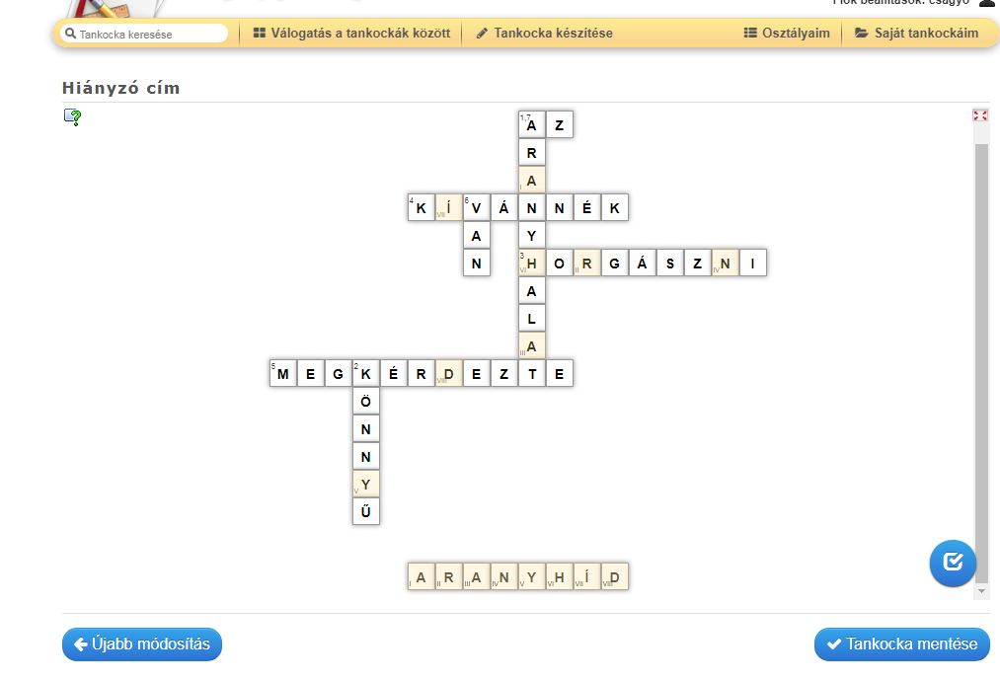 Fiók beállítások: csagyo
Tankocka keresése Válogatás a tankockák között Tankocka készítése Osztályaim Saját tankockáim
Hiányzó cím
1,7 A Z
R
I A
4 K VII Í 6 V Á N N É K
A Y
N 3 VI H O II R G Á S Z IV N I
A
L
III A
5 M E G 2 K É R VIII D E Z T E
Ö
N
N
V Y
Ű
I A II R III A IV N V Y VI H VII Í VIII D
Újabb módosítás Tankocka mentése